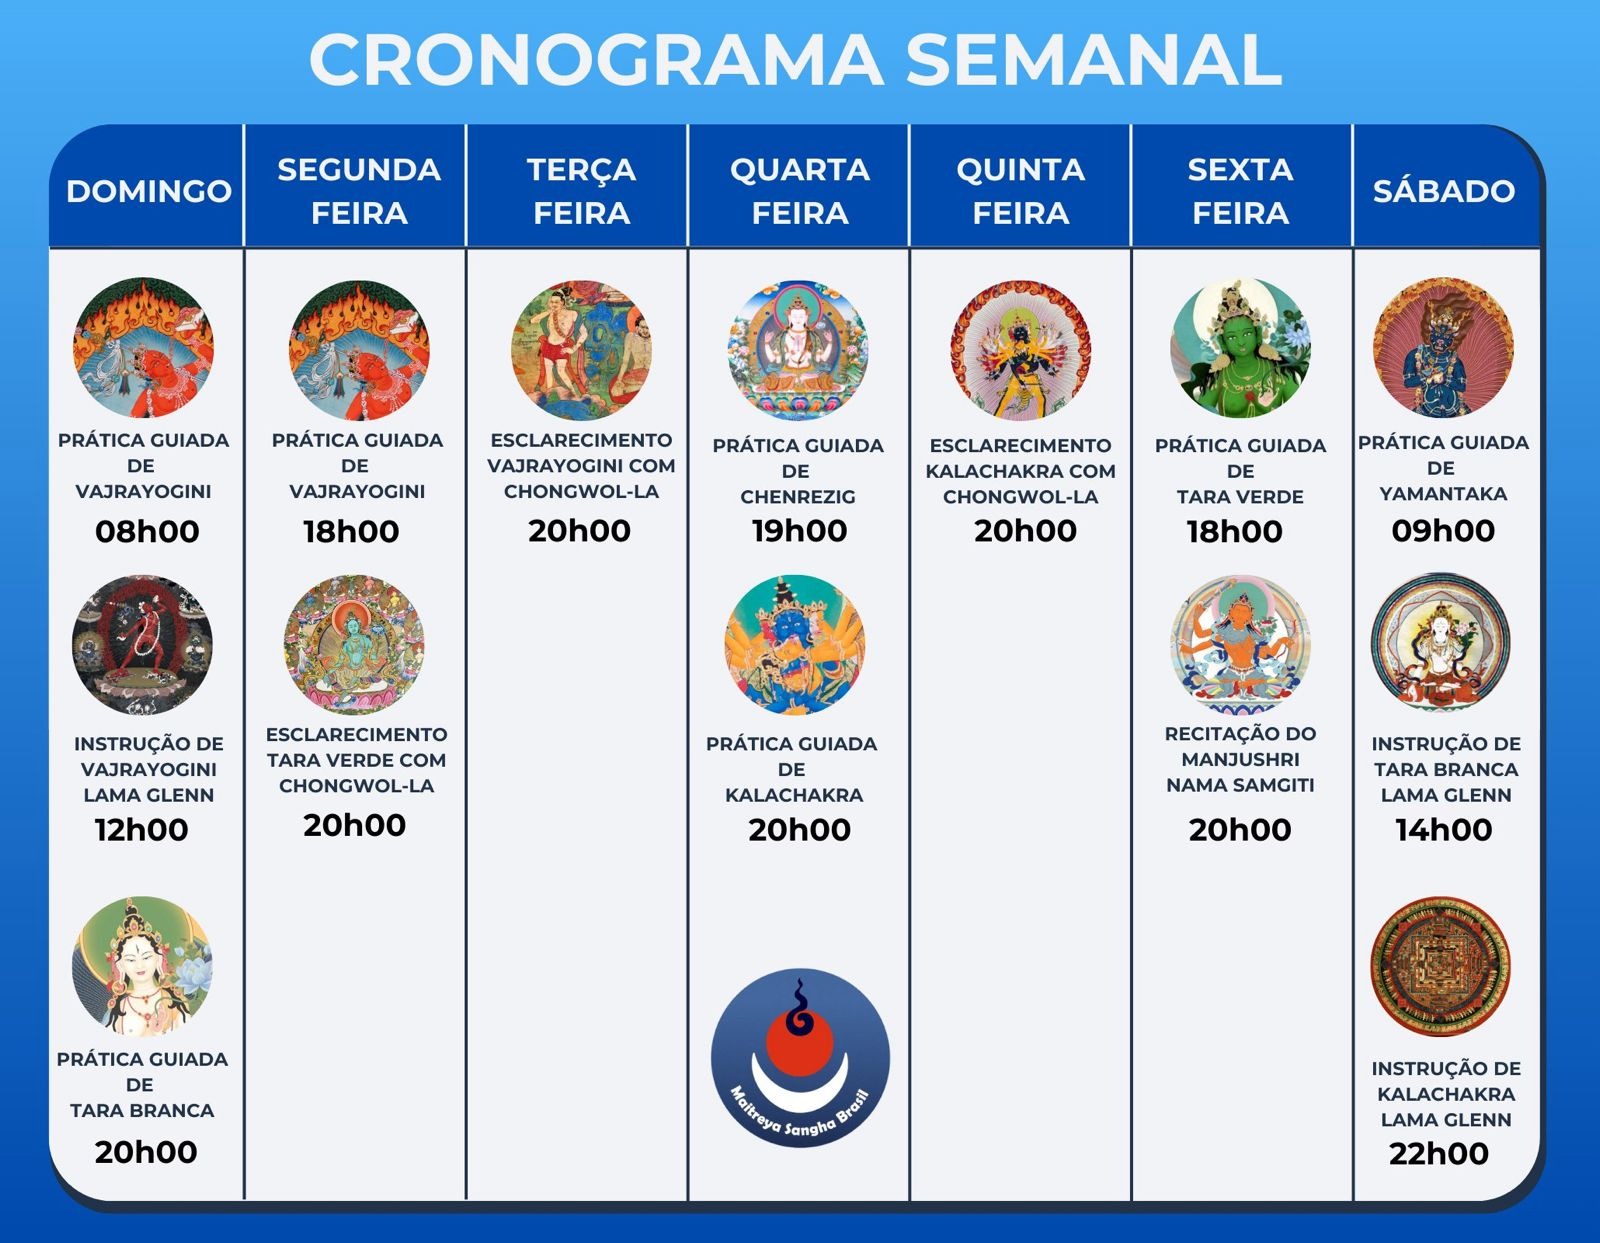 CRONOGRAMA SEMANAL
DOMINGO
PRÁTICA GUIADA
DE
VAJRAYOGINI
08h00
INSTRUÇÃO DE
VAJRAYOGINI
LAMA GLENN
12h00
PRÁTICA GUIADA
DE
TARA BRANCA
20h00
SEGUNDA
FEIRA
PRÁTICA GUIADA
DE
VAJRAYOGINI
18h00
ESCLARECIMENTO
TARA VERDE COM
CHONGWOL-LA
20h00
TERÇA
FEIRA
ESCLARECIMENTO
VAJRAYOGINI COM
CHONGWOL-LA
20h00
QUARTA
FEIRA
PRÁTICA GUIADA
DE
CHENREZIG
19h00
PRÁTICA GUIADA
DE
KALACHAKRA
20h00
Maitreya Sangha Brasil
QUINTA
FEIRA
ESCLARECIMENTO
KALACHAKRA COM
CHONGWOL-LA
20h00
SEXTA
FEIRA
PRÁTICA GUIADA
DE
TARA VERDE
18h00
RECITAÇÃO DO
MANJUSHRI
NAMA SAMGITI
20h00
SÁBADO
PRÁTICA GUIADA
DE
YAMANTAKA
09h00
INSTRUÇÃO DE
TARA BRANCA
LAMA GLENN
14h00
INSTRUÇÃO DE
KALACHAKRA
LAMA GLENN
22h00